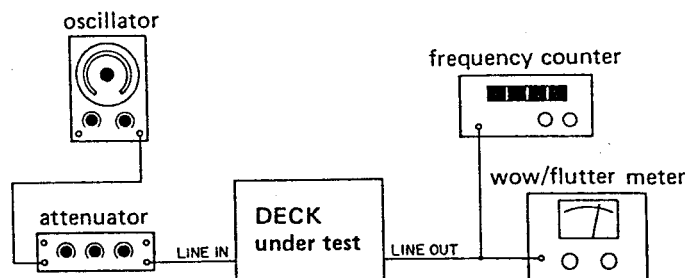 oscillator
frequency counter
wow/flutter meter
attenuator
DECK
under test
LINE IN
LINE OUT